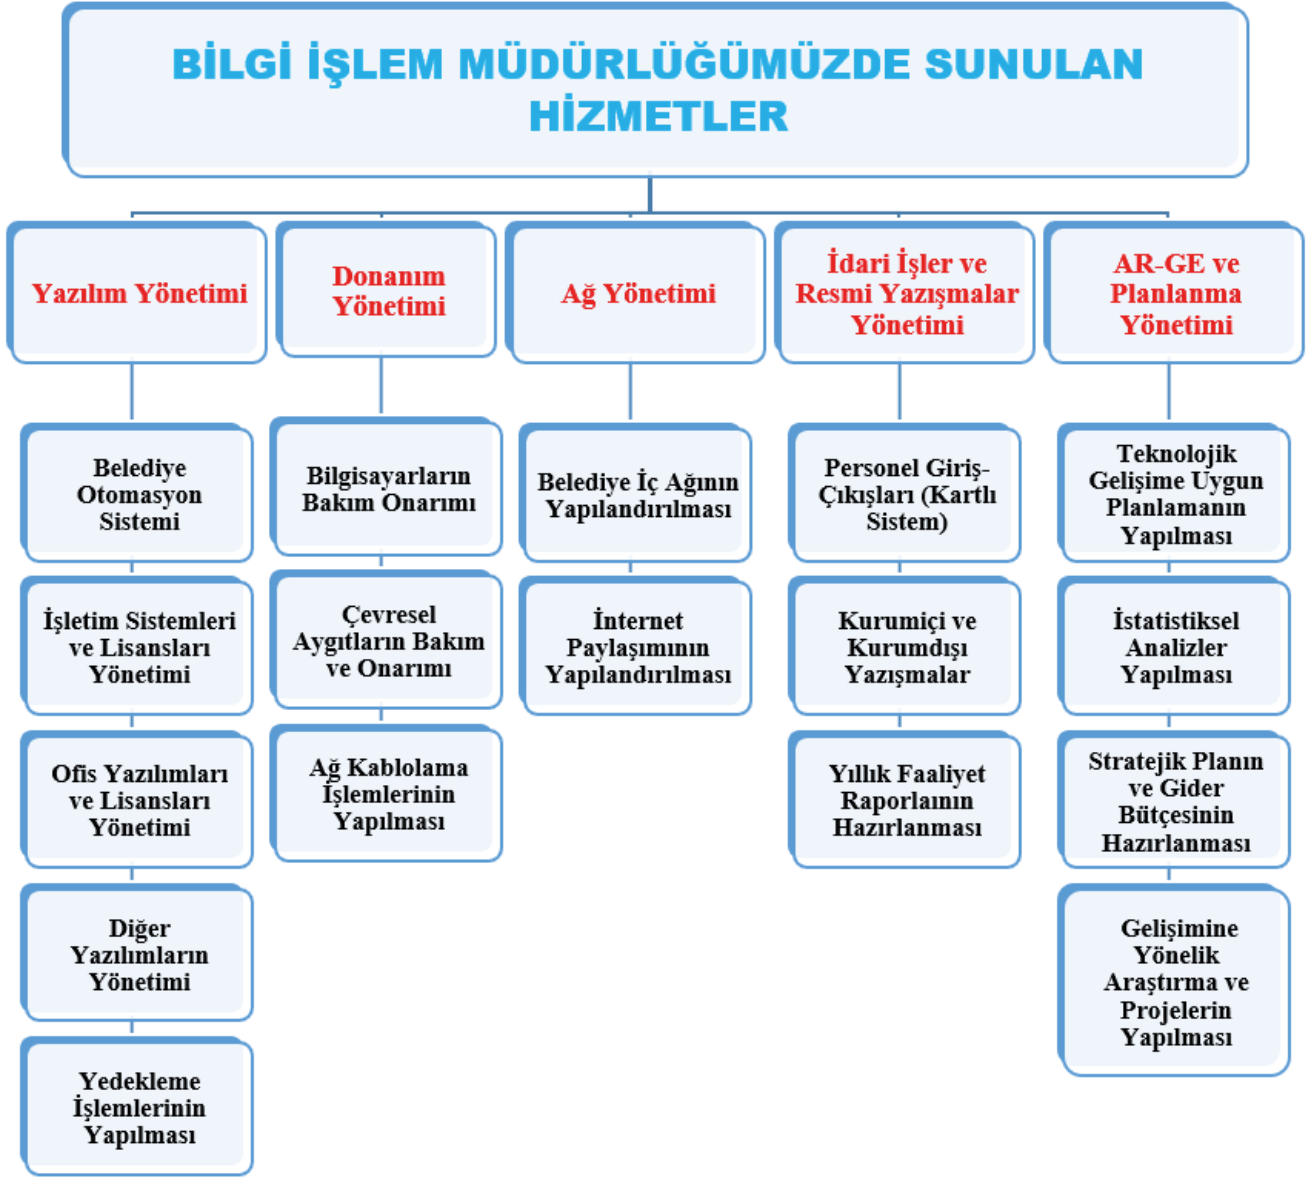 BİLGİ İŞLEM MÜDÜRLÜĞÜMÜZDE SUNULAN
HİZMETLER
Yazılım Yönetimi
Donanım
Yönetimi
Ağ Yönetimi
İdari İşler ve
Resmi Yazışmalar
Yönetimi
AR-GE ve
Planlanma
Yönetimi
Belediye
Otomasyon
Sistemi
İşletim Sistemleri
ve Lisansları
Yönetimi
Ofis Yazılımları
ve Lisansları
Yönetimi
Diğer
Yazılımların
Yönetimi
Yedekleme
İşlemlerinin
Yapılması
Bilgisayarların
Bakım Onarımı
Çevresel
Aygıtların Bakım
ve Onarımı
Ağ Kablolama
İşlemlerinin
Yapılması
Belediye İç Ağının
Yapılandırılması
İnternet
Paylaşımının
Yapılandırılması
Personel Giriş-
Çıkışları (Kartlı
Sistem)
Kurumiçi ve
Kurumdışı
Yazışmalar
Yıllık Faaliyet
Raporlaının
Hazırlanması
Teknolojik
Gelişime Uygun
Planlamanın
Yapılması
İstatistiksel
Analizler
Yapılması
Stratejik Planın
ve Gider
Bütçesinin
Hazırlanması
Gelişimine
Yönelik
Araştırma ve
Projelerin
Yapılması